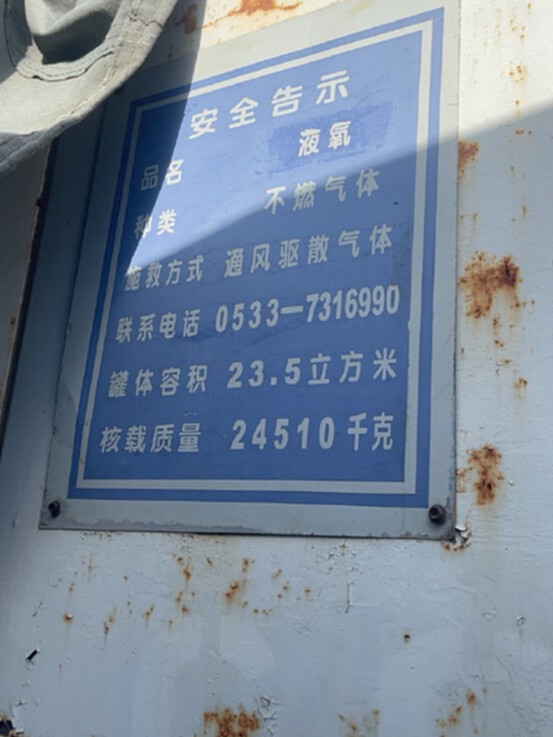 安全告示
品名 液氧
种类 不燃气体
施救方式 通风驱散气体
联系电话 0533-7316990
罐体容积 23.5立方米
核载质量 24510千克